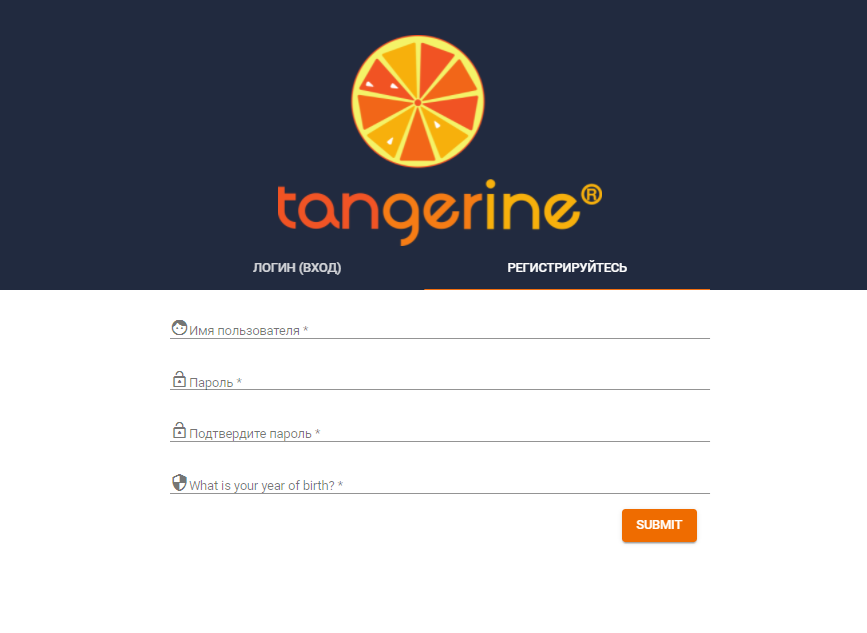 tangerine®
ЛОГИН (ВХОД) РЕГИСТРИРУЙТЕСЬ
Имя пользователя *
Пароль *
Подтвердите пароль *
What is your year of birth? *
SUBMIT